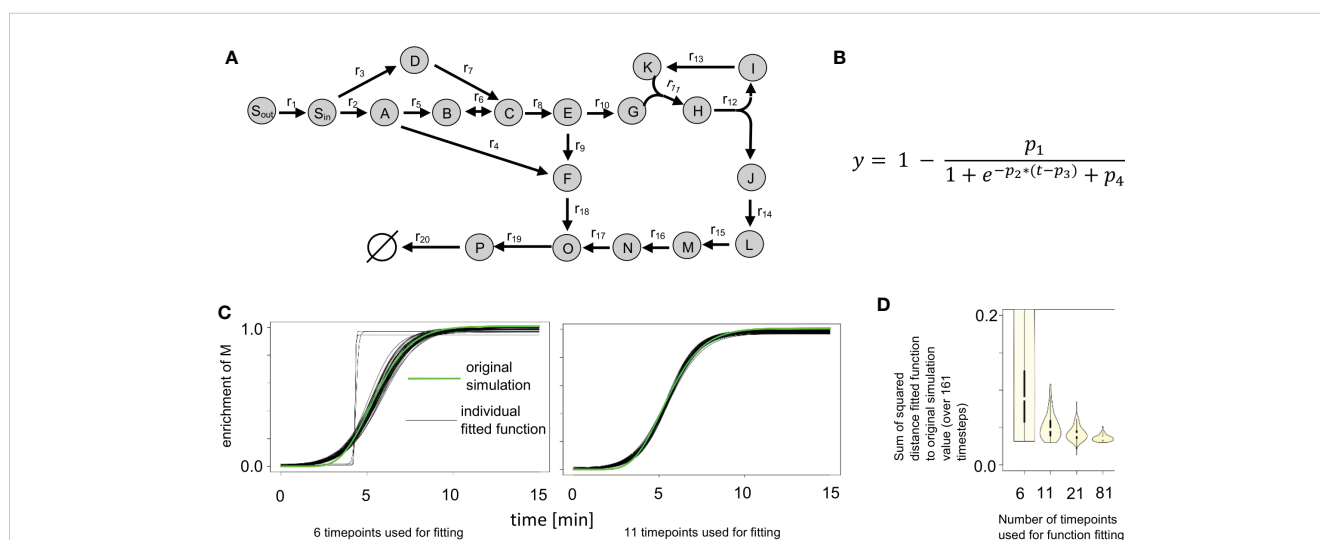 A
B
D
K
I
r13
r3
r7
r11
Sout
r1
Sin
r2
A
r5
B
r6
C
r8
E
r10
G
H
r12
r4
r9
F
J
r18
r14
r20
P
r19
O
r17
N
r16
M
r15
L
y = 1 − p1 / (1 + e^(−p2*(t−p3)) + p4)
C
enrichment of M
1.0
0.0
original
simulation
individual
fitted function
0 5 10 15
0 5 10 15
time [min]
6 timepoints used for fitting
11 timepoints used for fitting
D
Sum of squared
distance fitted function
to original simulation
value (over 161
timesteps)
0.2
0.0
6 11 21 81
Number of timepoints
used for function fitting